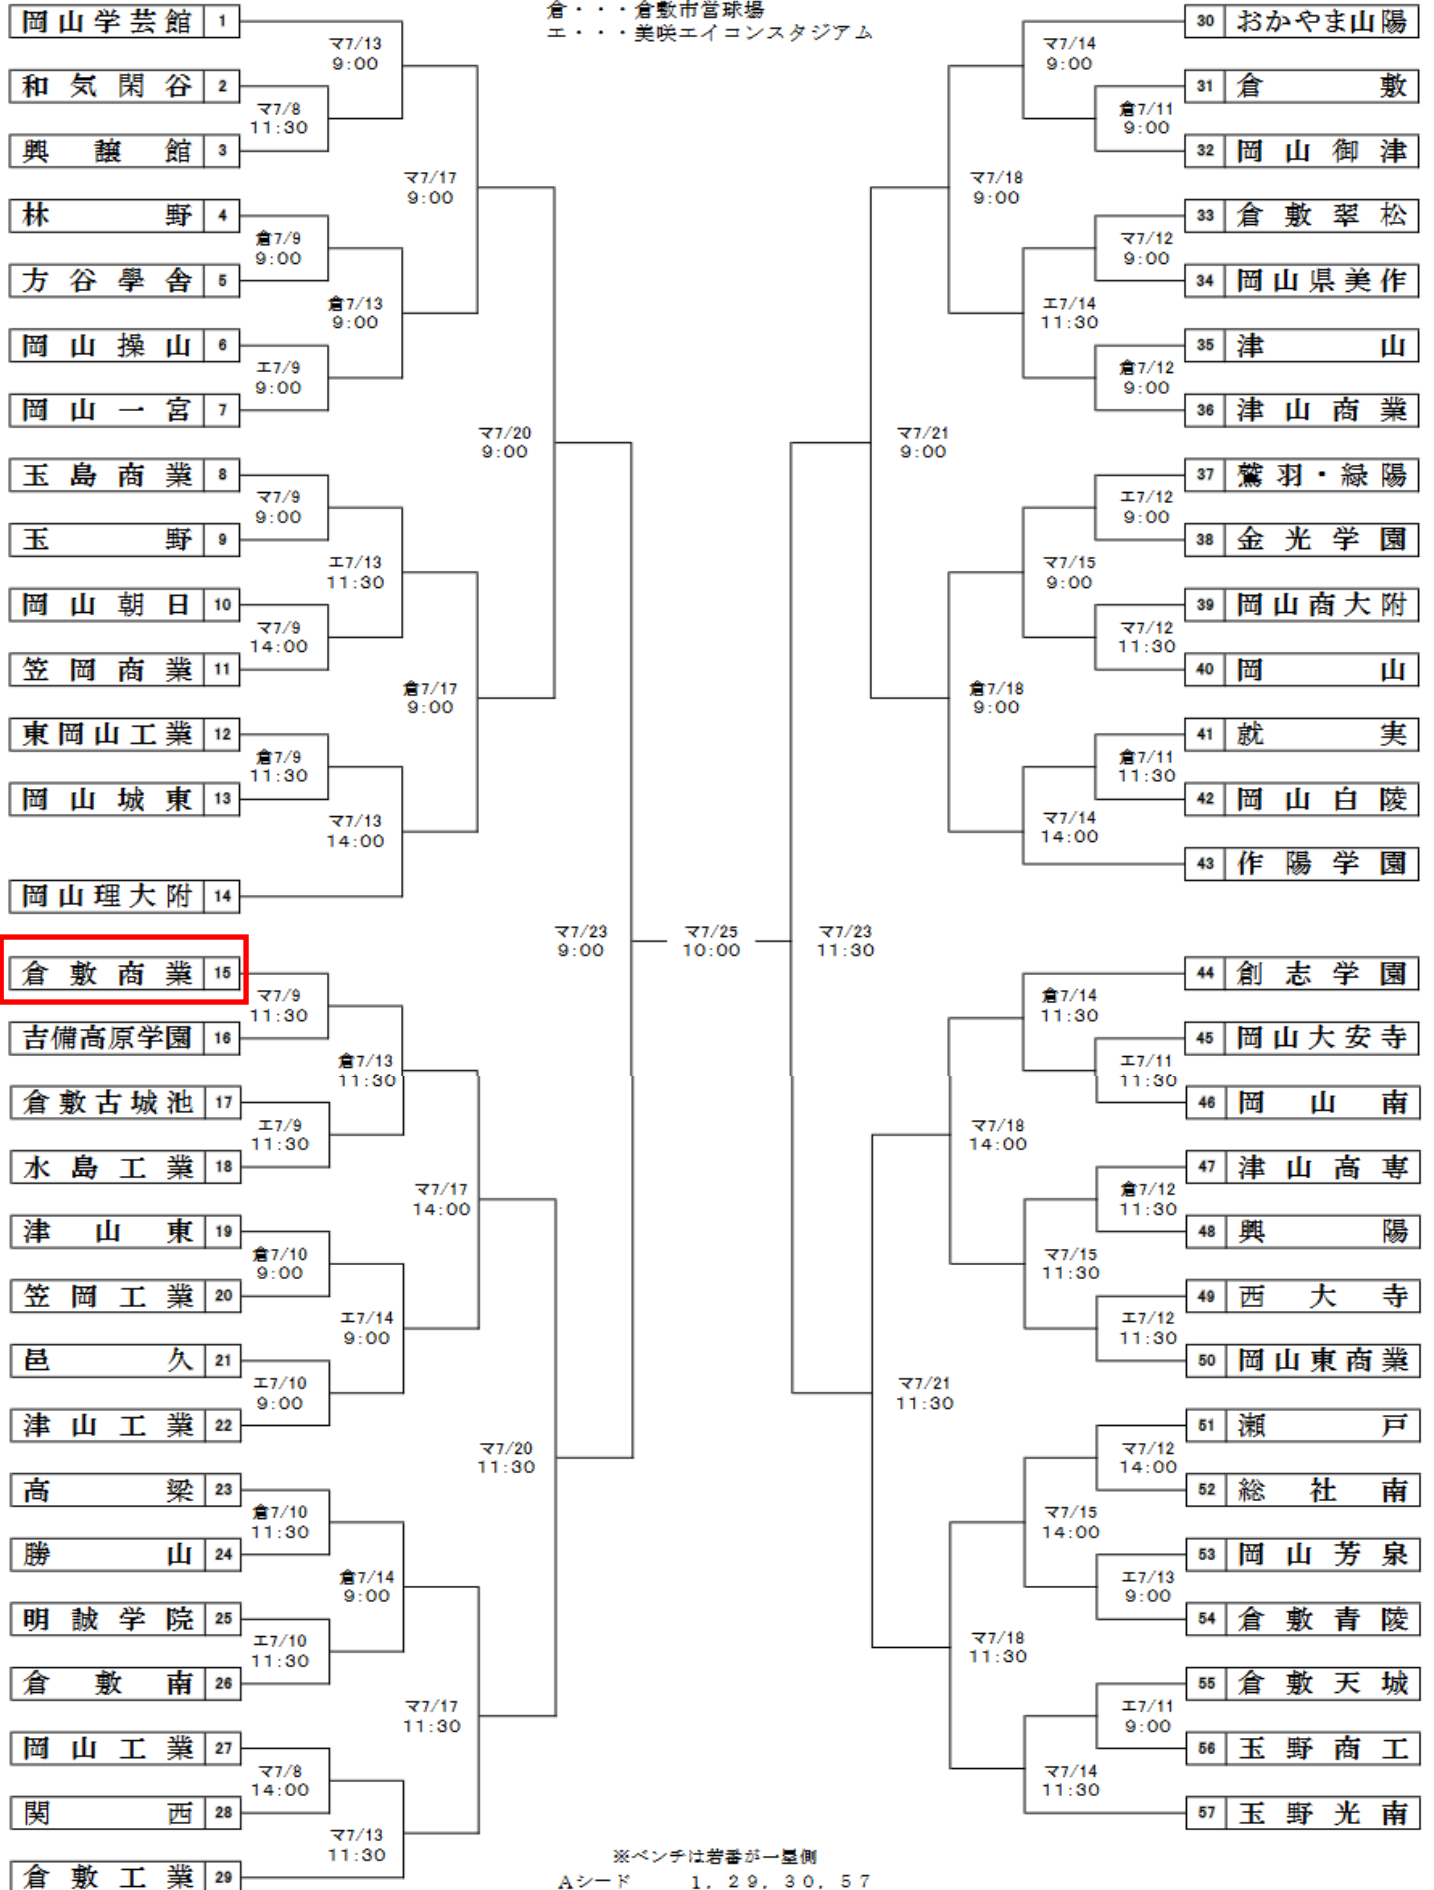 倉・・・倉敷市営球場
エ・・・美咲エイコンスタジアム
岡山学芸館 1
マ7/13
9:00
和気閑谷 2
マ7/8
11:30
興譲館 3
マ7/17
9:00
林野 4
倉7/9
9:00
方谷學舎 5
倉7/13
9:00
岡山操山 6
エ7/9
9:00
岡山一宮 7
マ7/20
9:00
玉島商業 8
マ7/9
9:00
玉野 9
エ7/13
11:30
岡山朝日 10
マ7/9
14:00
笠岡商業 11
倉7/17
9:00
東岡山工業 12
倉7/9
11:30
岡山城東 13
マ7/13
14:00
岡山理大附 14
マ7/23
9:00
マ7/25
10:00
マ7/23
11:30
倉敷商業 15
マ7/9
11:30
吉備高原学園 16
倉7/13
11:30
倉敷古城池 17
エ7/9
11:30
水島工業 18
マ7/17
14:00
津山東 19
倉7/10
9:00
笠岡工業 20
エ7/14
9:00
邑久 21
エ7/10
9:00
津山工業 22
マ7/20
11:30
高梁 23
倉7/10
11:30
勝山 24
倉7/14
9:00
明誠学院 25
エ7/10
11:30
倉敷南 26
マ7/17
11:30
岡山工業 27
マ7/8
14:00
関西 28
マ7/13
11:30
倉敷工業 29
30 おかやま山陽
マ7/14
9:00
31 倉敷
倉7/11
9:00
32 岡山御津
マ7/18
9:00
33 倉敷翠松
マ7/12
9:00
34 岡山県美作
エ7/14
11:30
35 津山
倉7/12
9:00
36 津山商業
マ7/21
9:00
37 鷲羽・緑陽
エ7/12
9:00
38 金光学園
マ7/15
9:00
39 岡山商大附
マ7/12
11:30
40 岡山
倉7/18
9:00
41 就実
倉7/11
11:30
42 岡山白陵
マ7/14
14:00
43 作陽学園
44 創志学園
倉7/14
11:30
45 岡山大安寺
エ7/11
11:30
46 岡山南
マ7/18
14:00
47 津山高専
倉7/12
11:30
48 興陽
マ7/15
11:30
49 西大寺
エ7/12
11:30
50 岡山東商業
マ7/21
11:30
51 瀬戸
マ7/12
14:00
52 総社南
マ7/15
14:00
53 岡山芳泉
エ7/13
9:00
54 倉敷青陵
マ7/18
11:30
55 倉敷天城
エ7/11
9:00
56 玉野商工
マ7/14
11:30
57 玉野光南
※ベンチは若番が一塁側
Aシード 1, 29, 30, 57